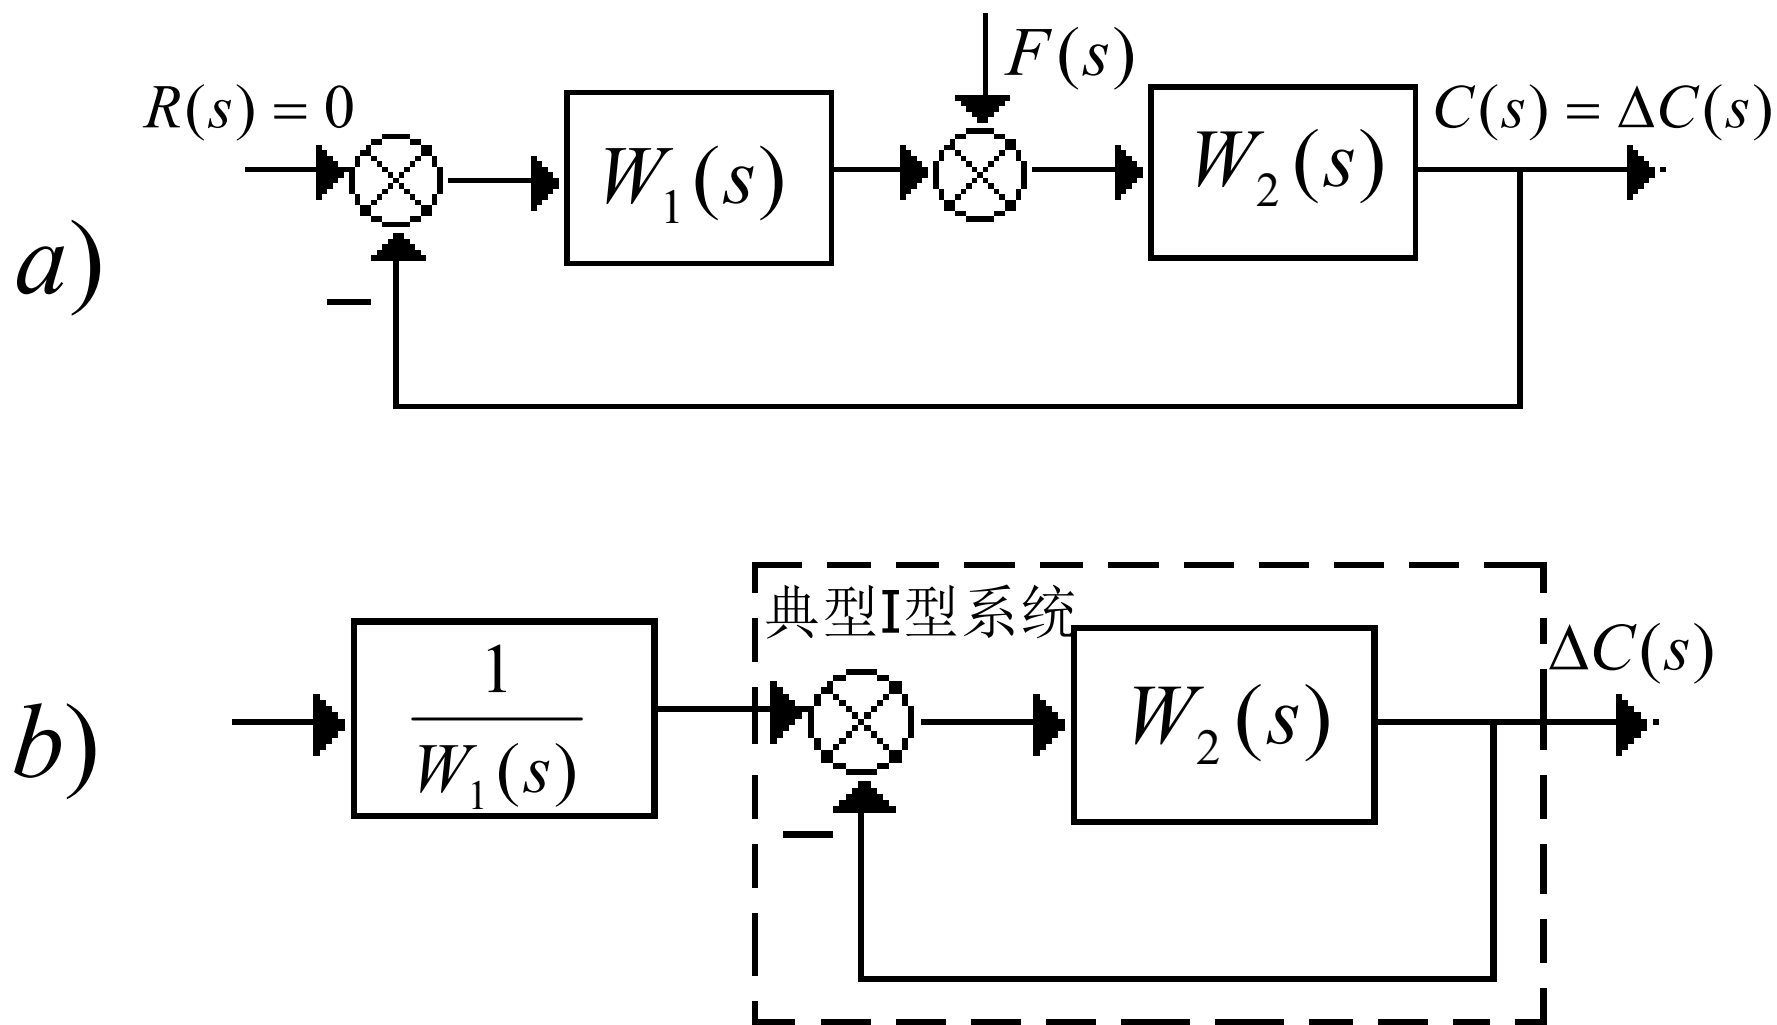 F(s)
R(s) = 0
W₁(s)
W₂(s)
C(s) = ΔC(s)
a)
−
典型I型系统
1
W₁(s)
W₂(s)
ΔC(s)
b)
−